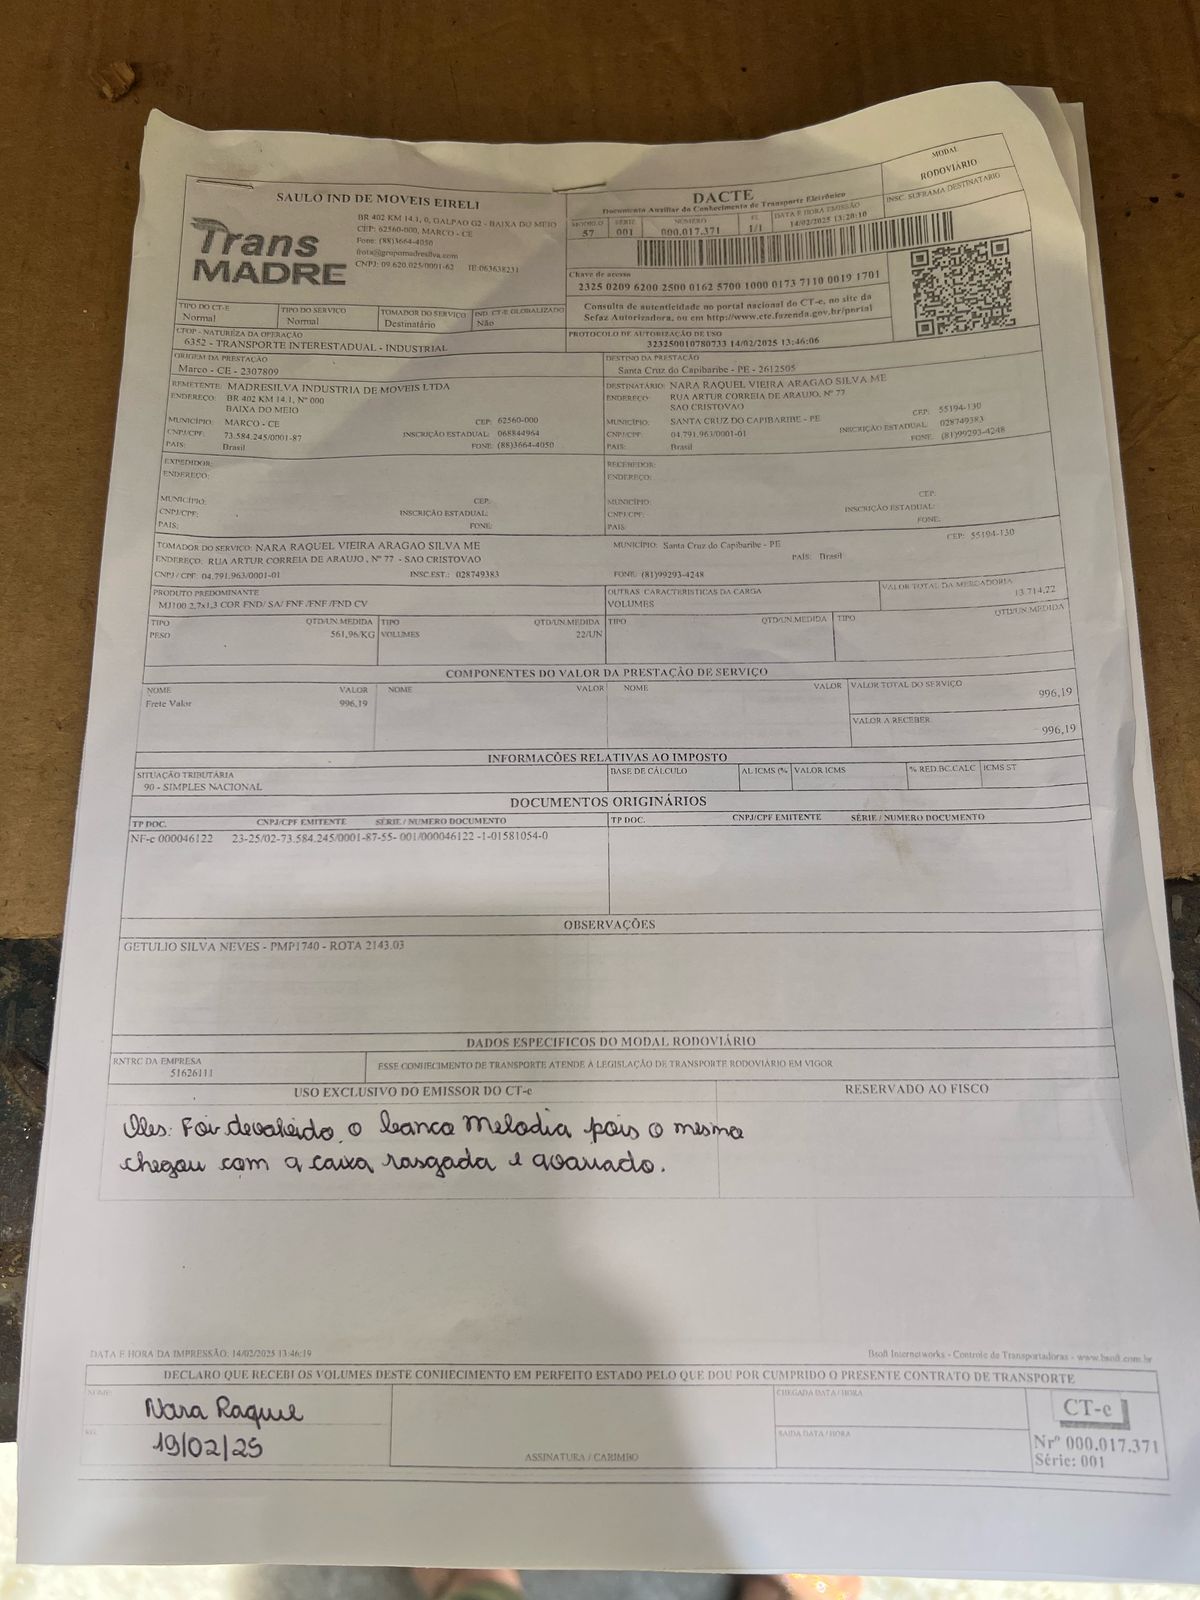 SAULO IND DE MOVEIS EIRELI
Trans
MADRE
BR 402 KM 14.1, 0, GALPAO G2 - BAIXA DO MEIO
CEP: 62560-000, MARCO - CE
Fone: (88)3664-4050
frota@grupomadresilva.com
CNPJ: 09.620.025/0001-62 IE:063638231
DACTE
Documento Auxiliar do Conhecimento de Transporte Eletrônico
MODAL
RODOVIÁRIO
MODELO SÉRIE NÚMERO FL DATA E HORA EMISSÃO
57 001 000.017.371 1/1 14/02/2025 13:20:10
INSC. SUFRAMA DESTINATÁRIO
Chave de acesso
2325 0209 6200 2500 0162 5700 1000 0173 7110 0019 1701
Consulta de autenticidade no portal nacional do CT-e, no site da
Sefaz Autorizadora, ou em http://www.cte.fazenda.gov.br/portal
PROTOCOLO DE AUTORIZAÇÃO DE USO
323250010780733 14/02/2025 13:46:06
TIPO DO CT-E TIPO DO SERVIÇO TOMADOR DO SERVIÇO IND. CT-E GLOBALIZADO
Normal Normal Destinatário Não
CFOP - NATUREZA DA OPERAÇÃO
6352 - TRANSPORTE INTERESTADUAL - INDUSTRIAL
ORIGEM DA PRESTAÇÃO
Marco - CE - 2307809
DESTINO DA PRESTAÇÃO
Santa Cruz do Capibaribe - PE - 2612505
REMETENTE: MADRESILVA INDUSTRIA DE MOVEIS LTDA
ENDEREÇO: BR 402 KM 14.1, Nº 000
BAIXA DO MEIO
MUNICÍPIO: MARCO - CE CEP: 62560-000
CNPJ/CPF: 73.584.245/0001-87 INSCRIÇÃO ESTADUAL: 068844964
PAIS: Brasil FONE: (88)3664-4050
DESTINATÁRIO: NARA RAQUEL VIEIRA ARAGAO SILVA ME
ENDEREÇO: RUA ARTUR CORREIA DE ARAUJO, Nº 77
SAO CRISTOVAO
MUNICÍPIO: SANTA CRUZ DO CAPIBARIBE - PE CEP: 55194-130
CNPJ/CPF: 04.791.963/0001-01 INSCRIÇÃO ESTADUAL: 028749383
PAIS: Brasil FONE: (81)99293-4248
EXPEDIDOR:
ENDEREÇO:
MUNICÍPIO: CEP:
CNPJ/CPF: INSCRIÇÃO ESTADUAL:
PAIS: FONE:
RECEBEDOR:
ENDEREÇO:
MUNICÍPIO: CEP:
CNPJ/CPF: INSCRIÇÃO ESTADUAL:
PAIS: FONE:
TOMADOR DO SERVIÇO: NARA RAQUEL VIEIRA ARAGAO SILVA ME MUNICÍPIO: Santa Cruz do Capibaribe - PE CEP: 55194-130
ENDEREÇO: RUA ARTUR CORREIA DE ARAUJO , Nº 77 - SAO CRISTOVAO PAÍS: Brasil
CNPJ / CPF: 04.791.963/0001-01 INSC.EST.: 028749383 FONE: (81)99293-4248
PRODUTO PREDOMINANTE OUTRAS CARACTERÍSTICAS DA CARGA VALOR TOTAL DA MERCADORIA
MJ100 2,7x1,3 COR FND/ SA/ FNF /FNF /FND CV VOLUMES 13.714,22
TIPO QTD/UN.MEDIDA TIPO QTD/UN.MEDIDA TIPO QTD/UN.MEDIDA TIPO QTD/UN.MEDIDA
PESO 561,96/KG VOLUMES 22/UN
COMPONENTES DO VALOR DA PRESTAÇÃO DE SERVIÇO
NOME VALOR NOME VALOR NOME VALOR VALOR TOTAL DO SERVIÇO
Frete Valor 996,19 996,19
VALOR A RECEBER
996,19
INFORMACÕES RELATIVAS AO IMPOSTO
SITUAÇÃO TRIBUTÁRIA BASE DE CÁLCULO AL ICMS (% VALOR ICMS % RED.BC.CALC ICMS ST
90 - SIMPLES NACIONAL
DOCUMENTOS ORIGINÁRIOS
TP DOC. CNPJ/CPF EMITENTE SÉRIE / NUMERO DOCUMENTO TP DOC. CNPJ/CPF EMITENTE SÉRIE / NUMERO DOCUMENTO
NF-e 000046122 23-25/02-73.584.245/0001-87-55- 001/000046122 -1-01581054-0
OBSERVAÇÕES
GETULIO SILVA NEVES - PMP1740 - ROTA 2143.03
DADOS ESPECIFICOS DO MODAL RODOVIÁRIO
RNTRC DA EMPRESA
51626111
ESSE CONHECIMENTO DE TRANSPORTE ATENDE À LEGISLAÇÃO DE TRANSPORTE RODOVIÁRIO EM VIGOR
USO EXCLUSIVO DO EMISSOR DO CT-e RESERVADO AO FISCO
Obs: Foi devolvido o banco Melodia pois o mesmo
chegou com a caixa rasgada e avariado.
DATA E HORA DA IMPRESSÃO: 14/02/2025 13:46:19 Bsoft Internetworks - Controle de Transportadoras - www.bsoft.com.br
DECLARO QUE RECEBI OS VOLUMES DESTE CONHECIMENTO EM PERFEITO ESTADO PELO QUE DOU POR CUMPRIDO O PRESENTE CONTRATO DE TRANSPORTE
NOME:
Nara Raquel
RG:
19/02/25
ASSINATURA / CARIMBO
CHEGADA DATA / HORA
SAIDA DATA / HORA
CT-e
Nrº 000.017.371
Série: 001